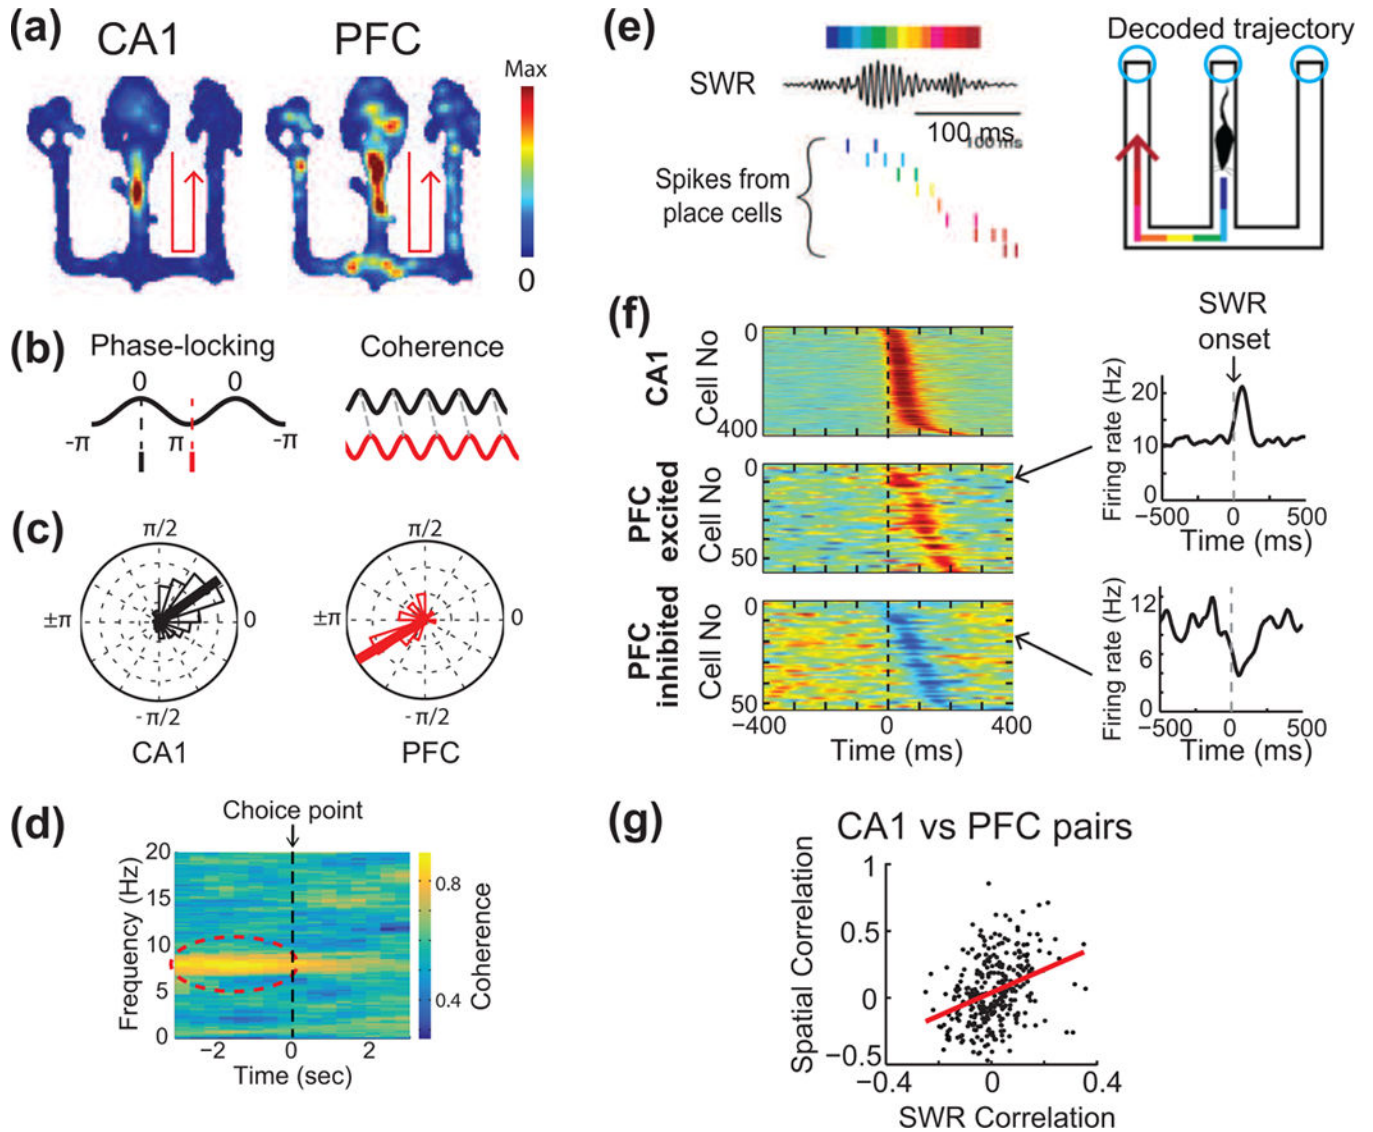 (a)
CA1
PFC
Max
0
(b)
Phase-locking
0
0
-π
π
-π
Coherence
(c)
π/2
±π
0
-π/2
CA1
π/2
±π
0
-π/2
PFC
(d)
Choice point
20
15
10
5
0
Frequency (Hz)
−2
0
2
Time (sec)
0.8
0.4
Coherence
(e)
SWR
100 ms
100 ms
Spikes from
place cells
Decoded trajectory
(f)
CA1
Cell No
0
400
PFC
excited
Cell No
0
50
PFC
inhibited
Cell No
0
50
−400
0
400
Time (ms)
SWR
onset
Firing rate (Hz)
20
10
0
−500
0
500
Time (ms)
Firing rate (Hz)
12
6
0
−500
0
500
Time (ms)
(g)
CA1 vs PFC pairs
Spatial Correlation
1
0.5
0
−0.5
−0.4
0
0.4
SWR Correlation